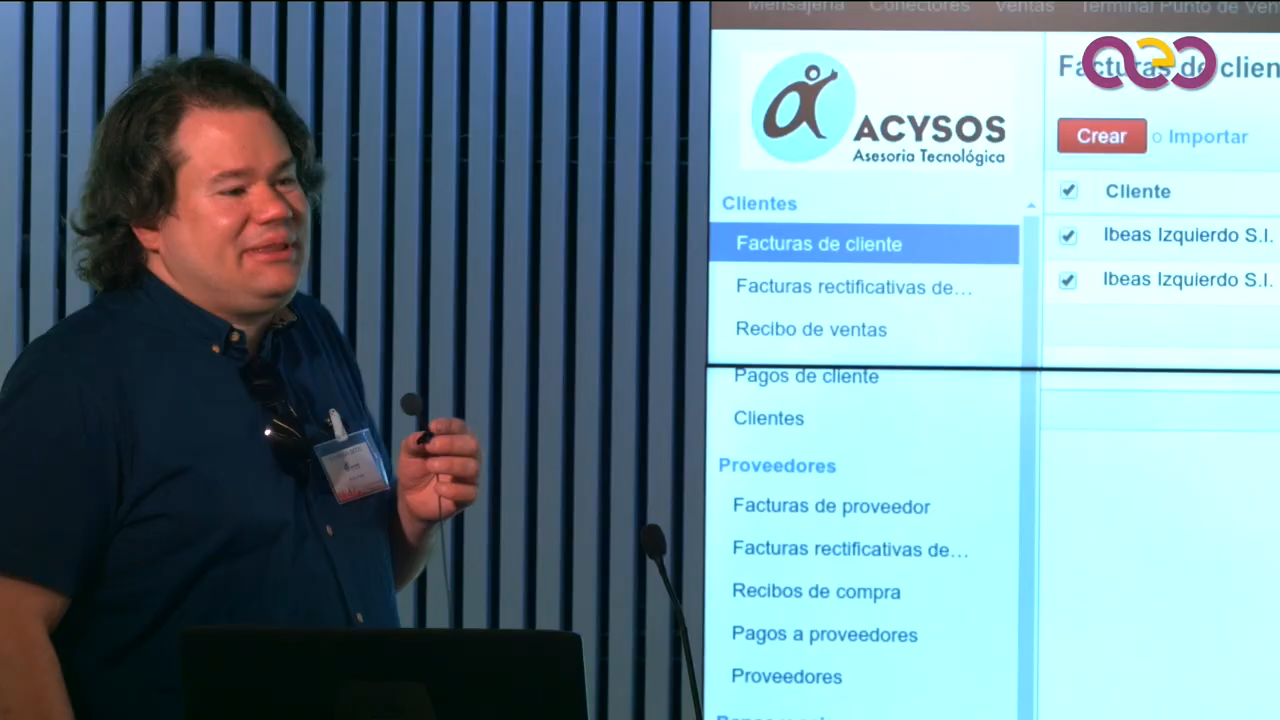 Mensajería Conectores Ventas Terminal Punto de Ven
ACYSOS
Asesoria Tecnológica
Clientes
Facturas de cliente
Facturas rectificativas de…
Recibo de ventas
Pagos de cliente
Clientes
Proveedores
Facturas de proveedor
Facturas rectificativas de…
Recibos de compra
Pagos a proveedores
Proveedores
Facturas de clien
Crear o Importar
Cliente
Ibeas Izquierdo S.l.
Ibeas Izquierdo S.l.